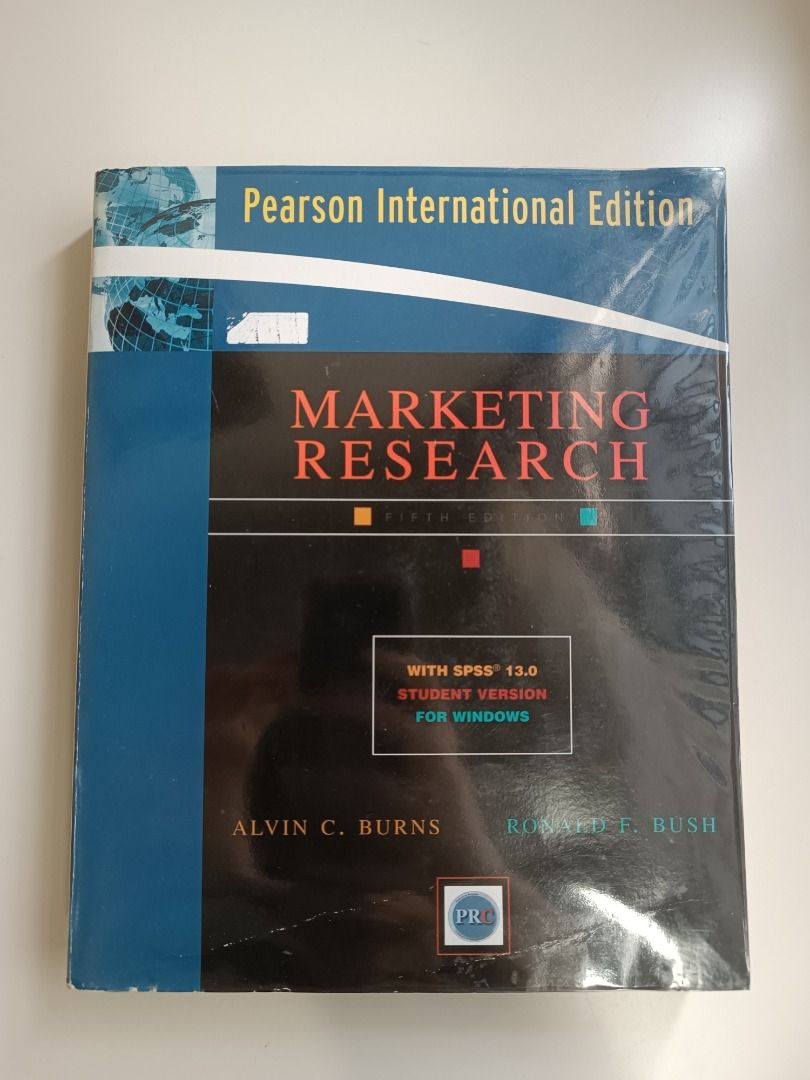 Pearson International Edition
MARKETING
RESEARCH
FIFTH EDITION
WITH SPSS® 13.0
STUDENT VERSION
FOR WINDOWS
ALVIN C. BURNS
RONALD F. BUSH
PRC